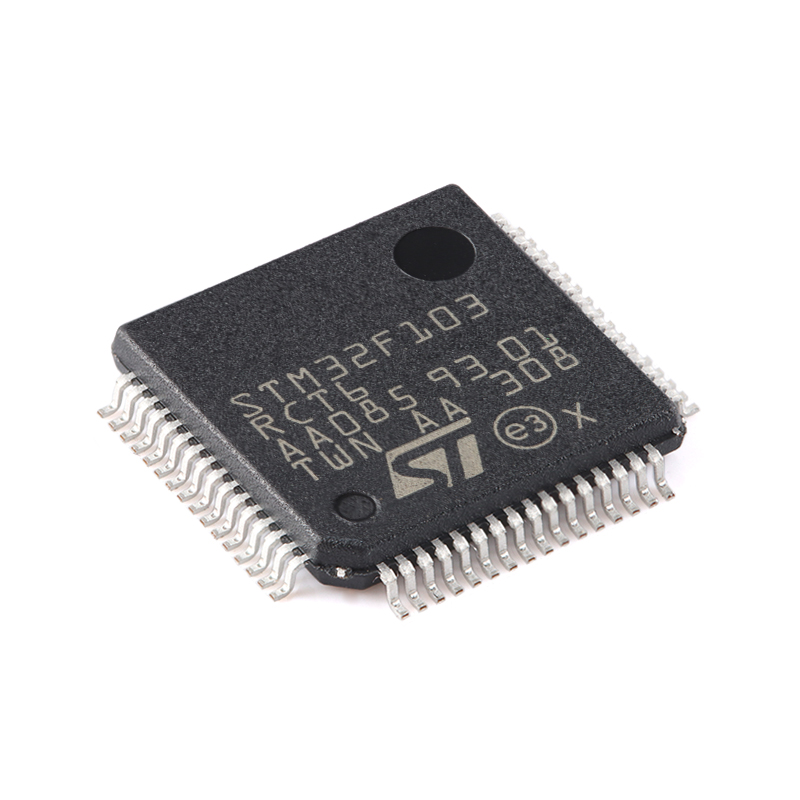 STM32F103
RCT6
AA085 93 01
TWN AA 308
ST e3 X